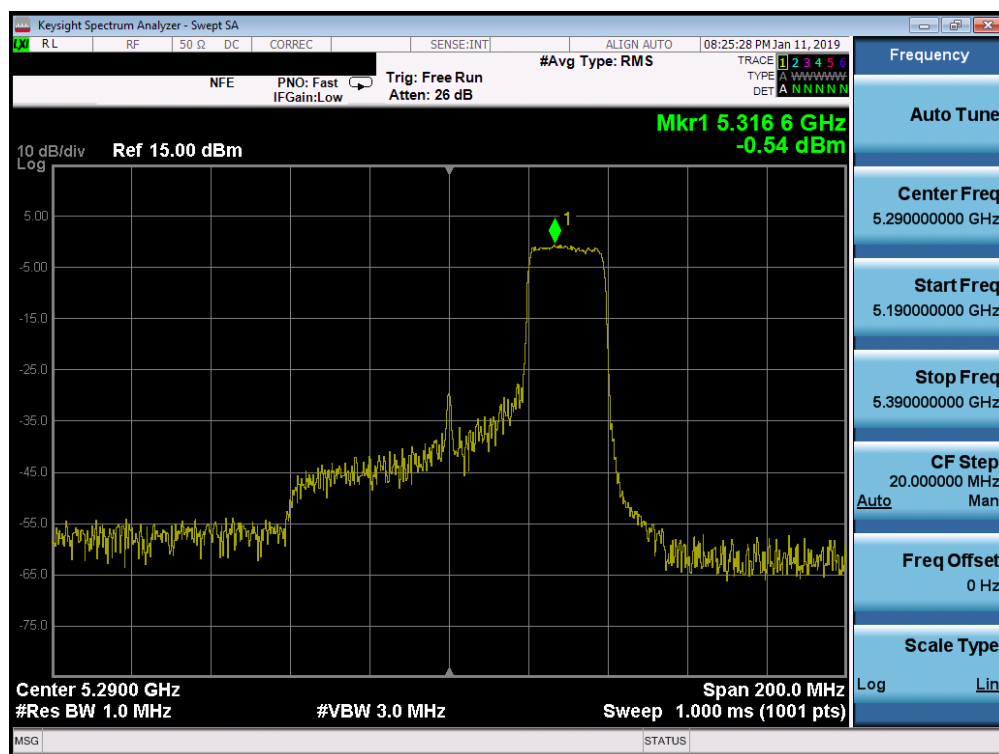 Keysight Spectrum Analyzer - Swept SA
LXI RL RF 50 Ω DC CORREC SENSE:INT ALIGN AUTO 08:25:28 PM Jan 11, 2019
NFE PNO: Fast Trig: Free Run #Avg Type: RMS TRACE 1 2 3 4 5 6
IFGain:Low Atten: 26 dB TYPE A WWWWW
DET A N N N N N
Mkr1 5.316 6 GHz
-0.54 dBm
10 dB/div Ref 15.00 dBm
Log
1
5.00
-5.00
-15.0
-25.0
-35.0
-45.0
-55.0
-65.0
-75.0
Center 5.2900 GHz Span 200.0 MHz
#Res BW 1.0 MHz #VBW 3.0 MHz Sweep 1.000 ms (1001 pts)
MSG STATUS
Frequency
Auto Tune
Center Freq
5.290000000 GHz
Start Freq
5.190000000 GHz
Stop Freq
5.390000000 GHz
CF Step
20.000000 MHz
Auto Man
Freq Offset
0 Hz
Scale Type
Log Lin